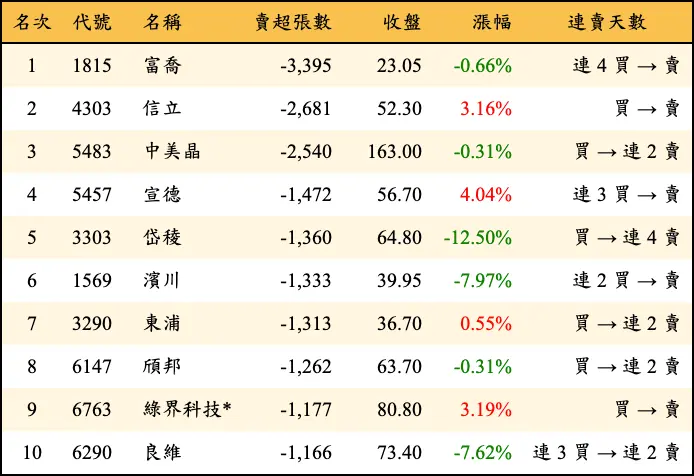 名次 代號 名稱 賣超張數 收盤 漲幅 連賣天數
1 1815 富喬 -3,395 23.05 -0.66% 連 4 買 → 賣
2 4303 信立 -2,681 52.30 3.16% 買 → 賣
3 5483 中美晶 -2,540 163.00 -0.31% 買 → 連 2 賣
4 5457 宣德 -1,472 56.70 4.04% 連 3 買 → 賣
5 3303 岱稜 -1,360 64.80 -12.50% 買 → 連 4 賣
6 1569 濱川 -1,333 39.95 -7.97% 連 2 買 → 賣
7 3290 東浦 -1,313 36.70 0.55% 買 → 連 2 賣
8 6147 頎邦 -1,262 63.70 -0.31% 買 → 連 2 賣
9 6763 綠界科技* -1,177 80.80 3.19% 買 → 賣
10 6290 良維 -1,166 73.40 -7.62% 連 3 買 → 連 2 賣